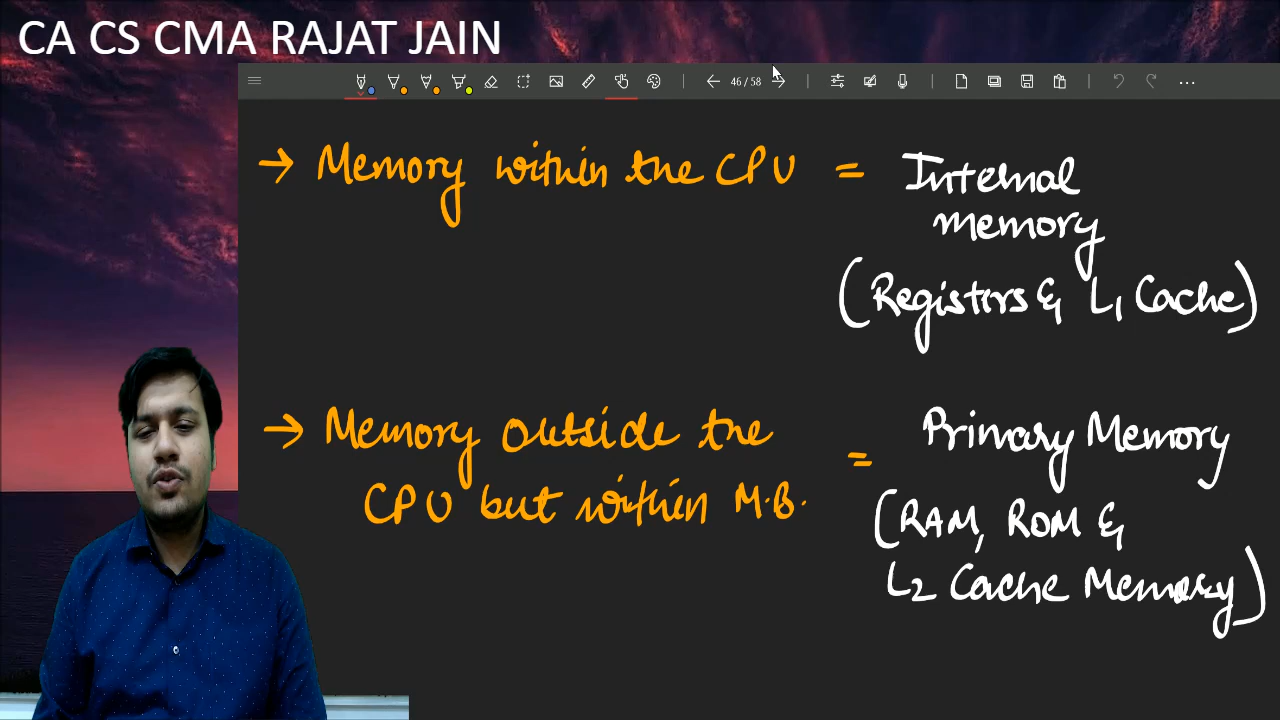 CA CS CMA RAJAT JAIN
46 / 58
→ Memory within the CPU = Internal
memory
(Registers & L1 Cache)
→ Memory outside the
CPU but within M.B. = Primary Memory
(RAM, ROM &
L2 Cache Memory)